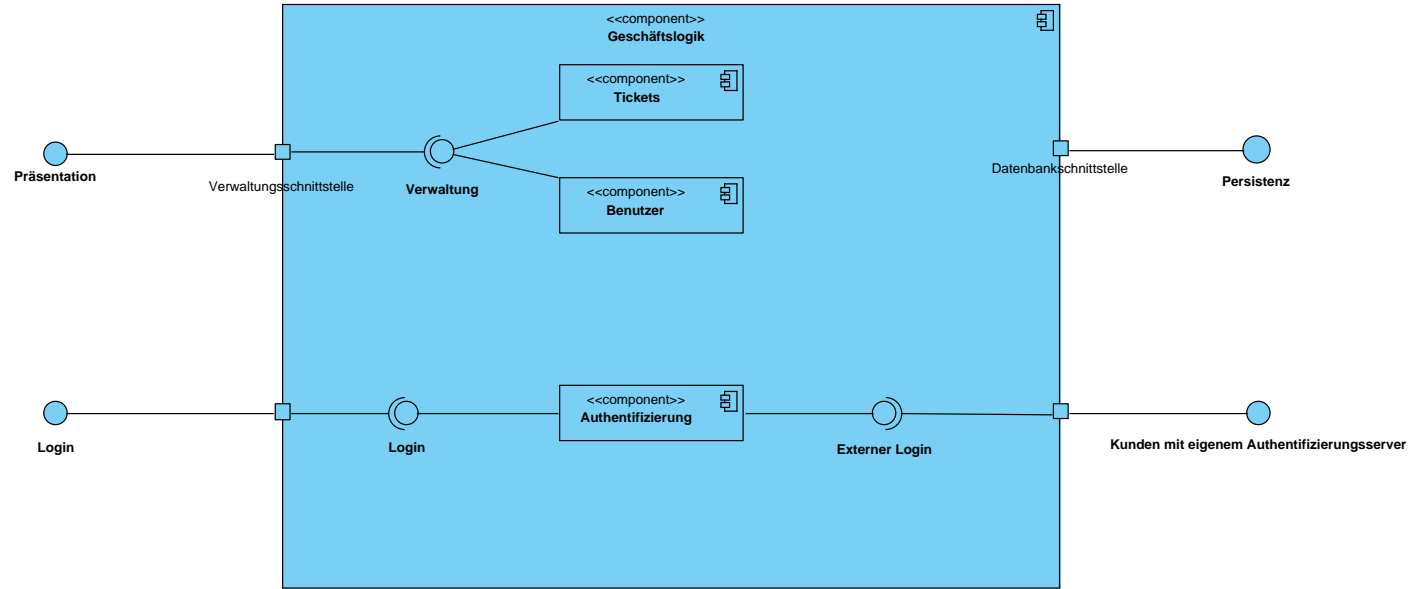 <<component>>
Geschäftslogik
<<component>>
Tickets
Präsentation
Verwaltungsschnittstelle
Verwaltung
<<component>>
Benutzer
Datenbankschnittstelle
Persistenz
Login
Login
<<component>>
Authentifizierung
Externer Login
Kunden mit eigenem Authentifizierungsserver